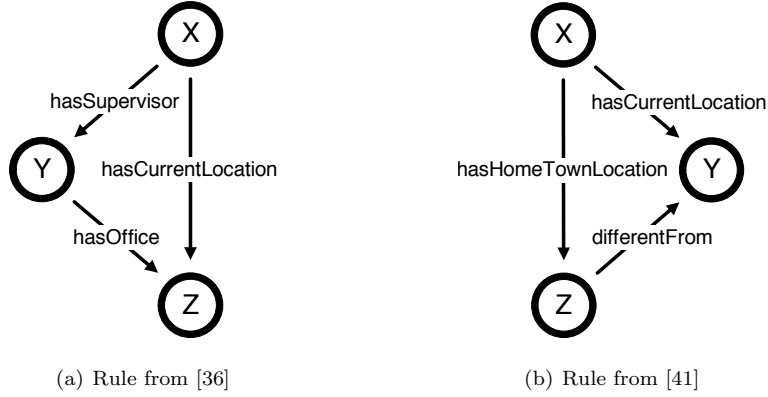 X
hasSupervisor
Y
hasCurrentLocation
hasOffice
Z
(a) Rule from [36]
X
hasCurrentLocation
hasHomeTownLocation
Y
differentFrom
Z
(b) Rule from [41]